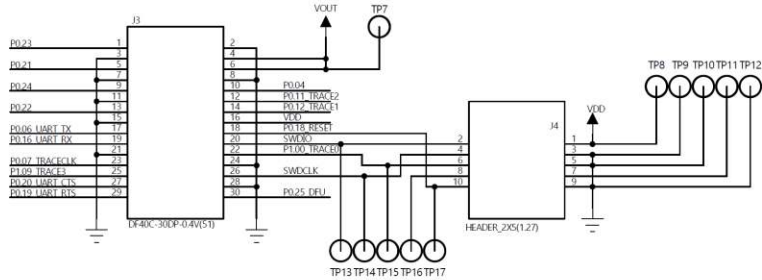 J3
VOUT
TP7
P0.23 1 2
3 4
P0.21 5 6
7 8
P0.24 9 10 P0.04
11 12 P0.11_TRACE2
P0.22 13 14 P0.12_TRACE1
15 16 VDD
P0.06_UART_TX 17 18 P0.18_RESET
P0.16_UART_RX 19 20 SWDIO
21 22 P1.00_TRACE0
P0.07_TRACECLK 23 24
P1.09_TRACE3 25 26 SWDCLK
P0.20_UART_CTS 27 28
P0.19_UART_RTS 29 30 P0.25_DFU
DF40C-30DP-0.4V(51)
TP8 TP9 TP10 TP11 TP12
VDD
J4
2 1
4 3
6 5
8 7
10 9
HEADER_2X5(1.27)
TP13 TP14 TP15 TP16 TP17